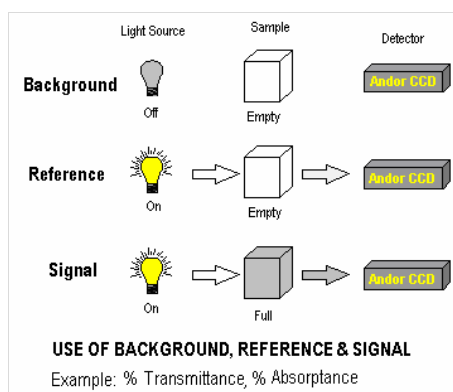 Light Source Sample Detector
Background Andor CCD
Off Empty
Reference Andor CCD
On Empty
Signal Andor CCD
On Full
USE OF BACKGROUND, REFERENCE & SIGNAL
Example: % Transmittance, % Absorptance